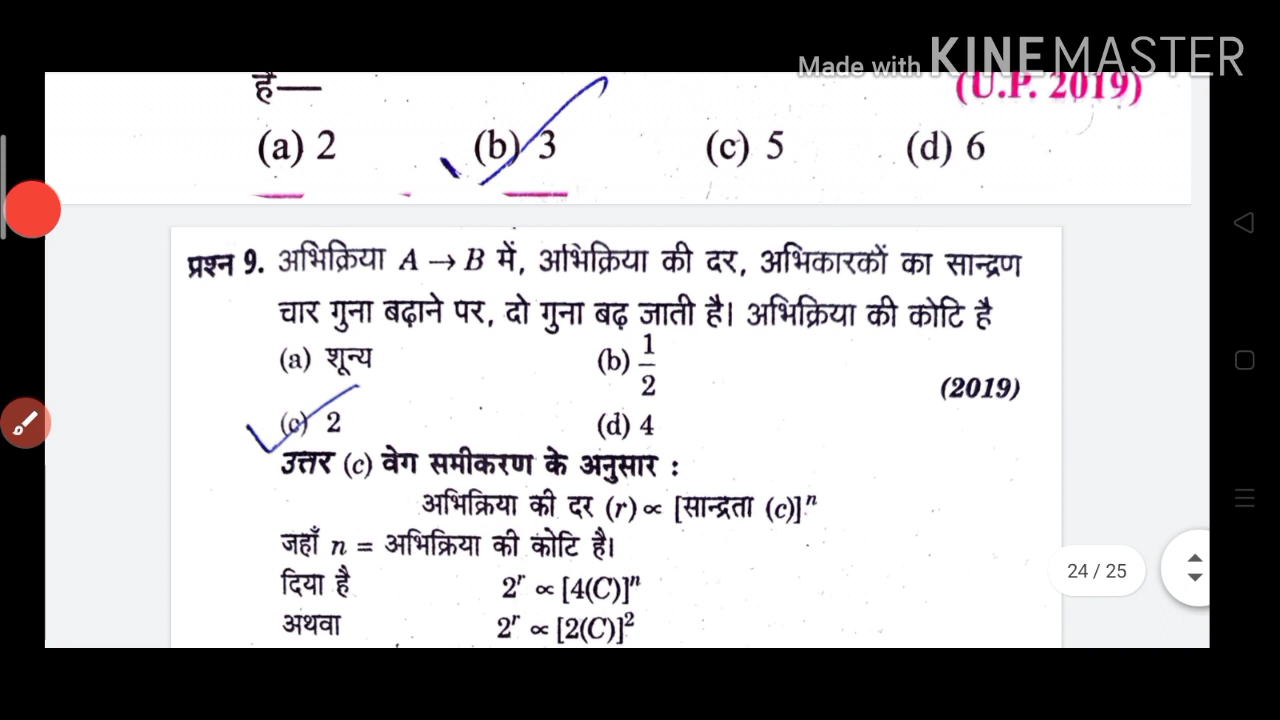 Made with KINEMASTER
है—
(U.P. 2019)
(a) 2 (b) 3 (c) 5 (d) 6
प्रश्न 9. अभिक्रिया A → B में, अभिक्रिया की दर, अभिकारकों का सान्द्रण
चार गुना बढ़ाने पर, दो गुना बढ़ जाती है। अभिक्रिया की कोटि है
(a) शून्य (b) 1/2
(2019)
(c) 2 (d) 4
उत्तर (c) वेग समीकरण के अनुसार :
अभिक्रिया की दर (r) ∝ [सान्द्रता (c)]ⁿ
जहाँ n = अभिक्रिया की कोटि है।
दिया है 2ʳ ∝ [4(C)]ⁿ
24 / 25
अथवा 2ʳ ∝ [2(C)]²